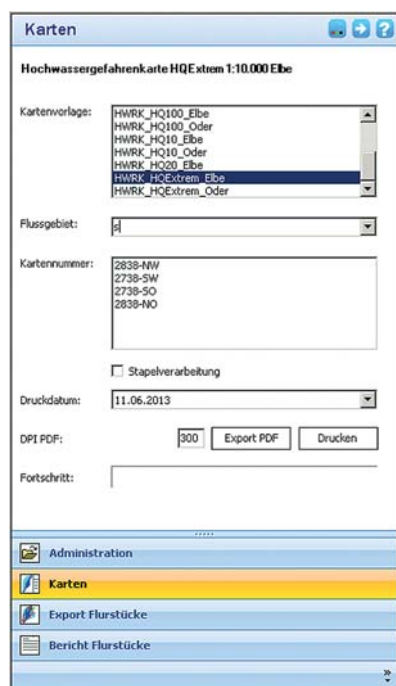 Karten
Hochwassergefahrenkarte HQExtrem 1:10.000 Elbe
Kartenvorlage:
HWRK_HQ100_Elbe
HWRK_HQ100_Oder
HWRK_HQ10_Elbe
HWRK_HQ10_Oder
HWRK_HQ20_Elbe
HWRK_HQExtrem_Elbe
HWRK_HQExtrem_Oder
Flussgebiet:
s
Kartennummer:
2838-NW
2738-SW
2738-SO
2838-NO
Stapelverarbeitung
Druckdatum:
11.06.2013
DPI PDF:
300
Export PDF
Drucken
Fortschritt:
Administration
Karten
Export Flurstücke
Bericht Flurstücke